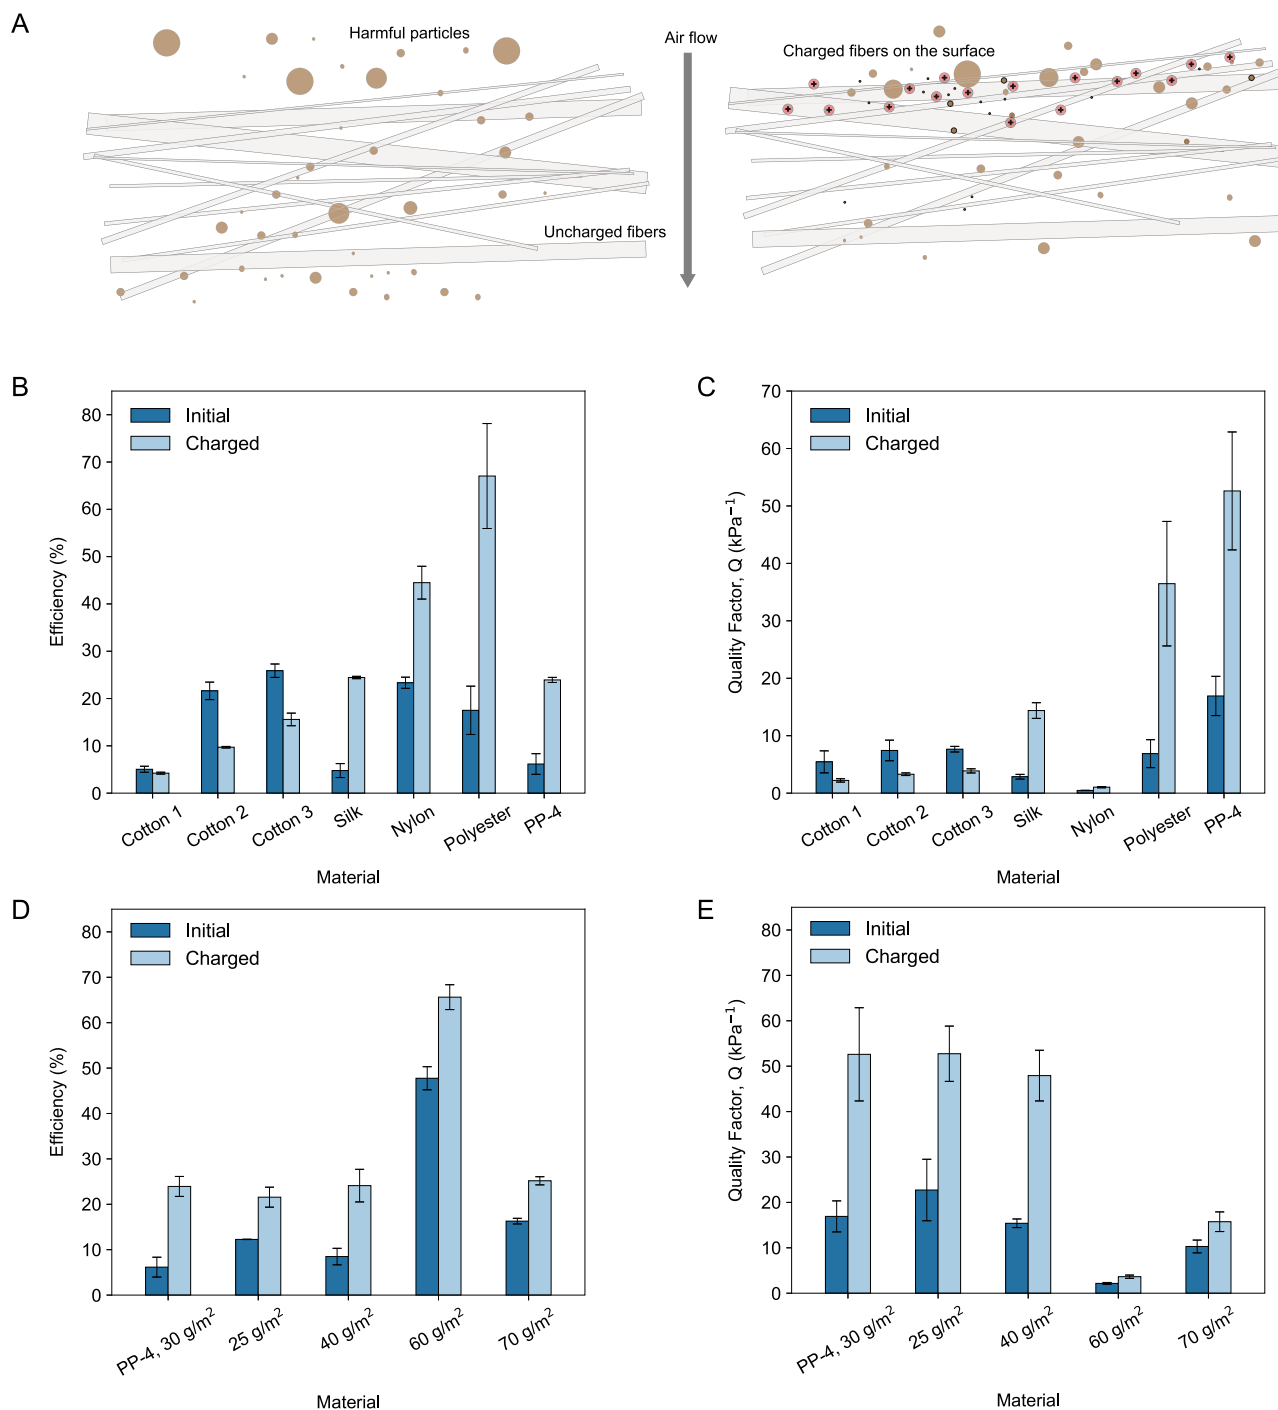 A
Harmful particles
Air flow
Charged fibers on the surface
Uncharged fibers
B
80
70
60
50
40
30
20
10
0
Efficiency (%)
Initial
Charged
Cotton 1
Cotton 2
Cotton 3
Silk
Nylon
Polyester
PP-4
Material
C
70
60
50
40
30
20
10
0
Quality Factor, Q (kPa⁻¹)
Initial
Charged
Cotton 1
Cotton 2
Cotton 3
Silk
Nylon
Polyester
PP-4
Material
D
80
70
60
50
40
30
20
10
0
Efficiency (%)
Initial
Charged
PP-4, 30 g/m²
25 g/m²
40 g/m²
60 g/m²
70 g/m²
Material
E
80
70
60
50
40
30
20
10
0
Quality Factor, Q (kPa⁻¹)
Initial
Charged
PP-4, 30 g/m²
25 g/m²
40 g/m²
60 g/m²
70 g/m²
Material